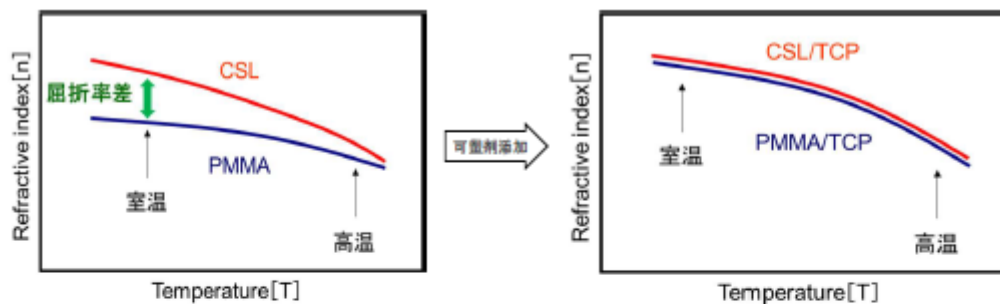 Refractive index[n]
CSL
屈折率差
PMMA
室温
高温
Temperature[T]
可塑剤添加
Refractive index[n]
CSL/TCP
室温
PMMA/TCP
高温
Temperature[T]